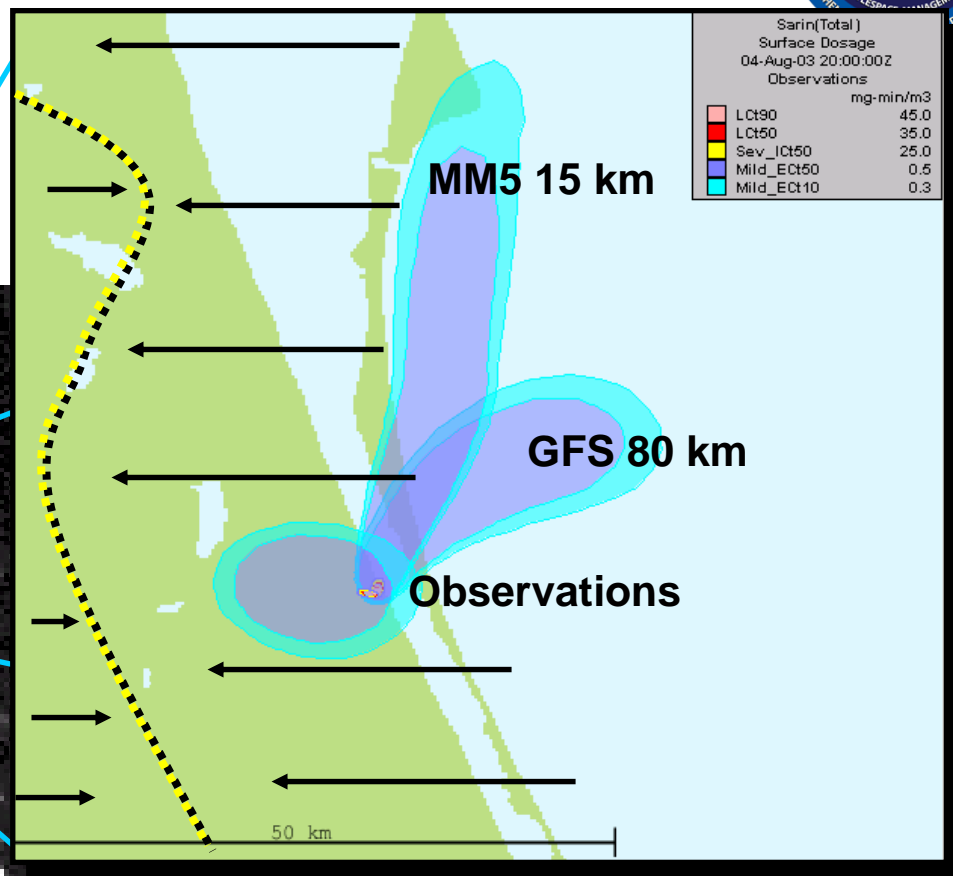 LESPACE MANAGEM
Sarin(Total)
Surface Dosage
04-Aug-03 20:00:00Z
Observations
mg-min/m3
LCt90 45.0
LCt50 35.0
Sev_ICt50 25.0
Mild_ECt50 0.5
Mild_ECt10 0.3
MM5 15 km
GFS 80 km
Observations
50 km